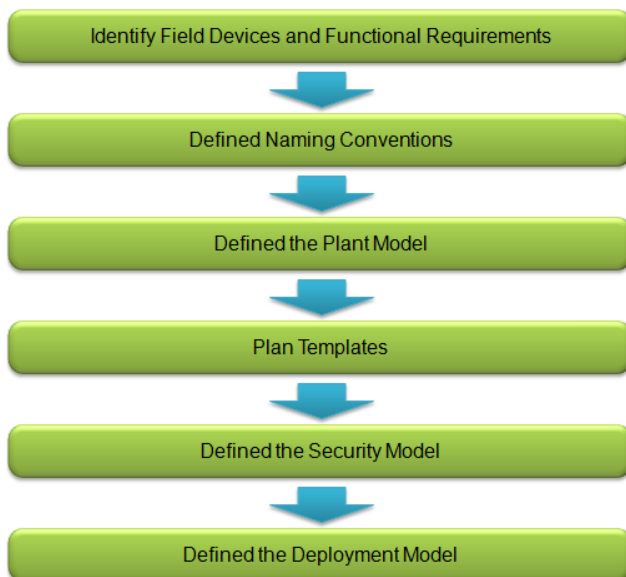 Identify Field Devices and Functional Requirements
Defined Naming Conventions
Defined the Plant Model
Plan Templates
Defined the Security Model
Defined the Deployment Model